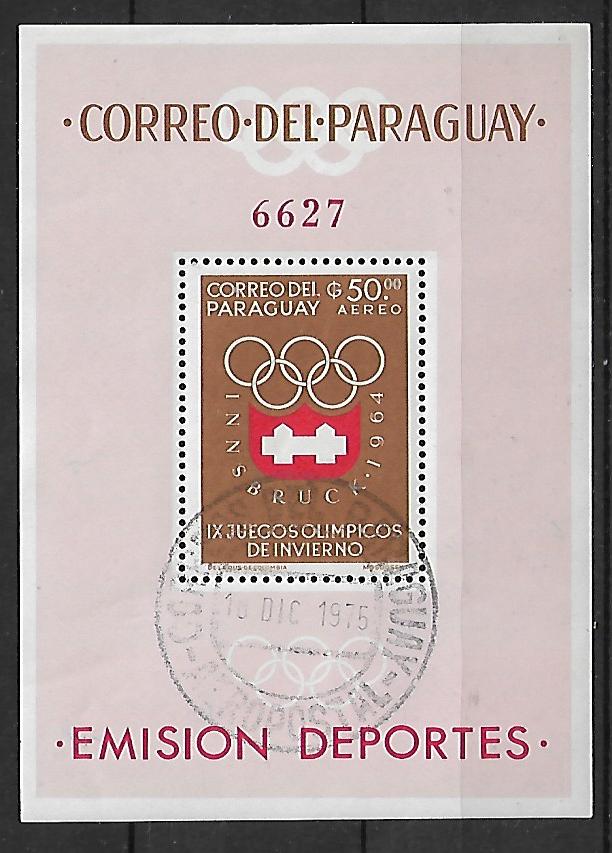 ·CORREO·DEL·PARAGUAY·
6627
CORREO DEL ₲ 50.00
PARAGUAY AEREO
INNSBRUCK·1964
IX JUEGOS OLIMPICOS
DE INVIERNO
DIC 1975
·EMISION DEPORTES·